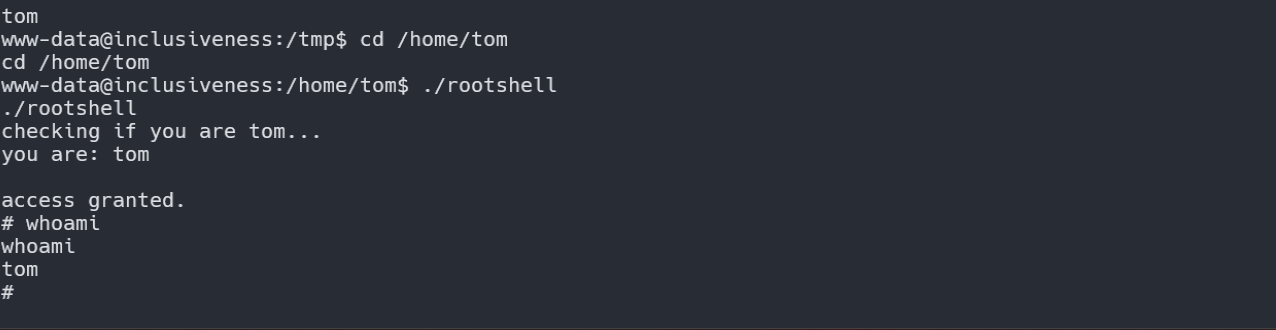 tom
www-data@inclusiveness:/tmp$ cd /home/tom
cd /home/tom
www-data@inclusiveness:/home/tom$ ./rootshell
./rootshell
checking if you are tom...
you are: tom
access granted.
# whoami
whoami
tom
#